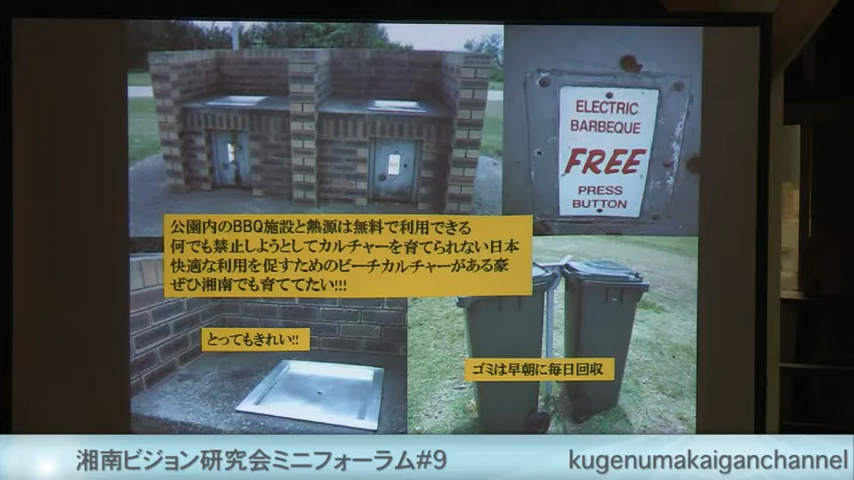 ELECTRIC
BARBEQUE
FREE
PRESS
BUTTON
公園内のBBQ施設と熱源は無料で利用できる
何でも禁止しようとしてカルチャーを育てられない日本
快適な利用を促すためのビーチカルチャーがある豪
ぜひ湘南でも育ててたい!!!
とってもきれい!!
ゴミは早朝に毎日回収
湘南ビジョン研究会ミニフォーラム#9
kugenumakaiganchannel